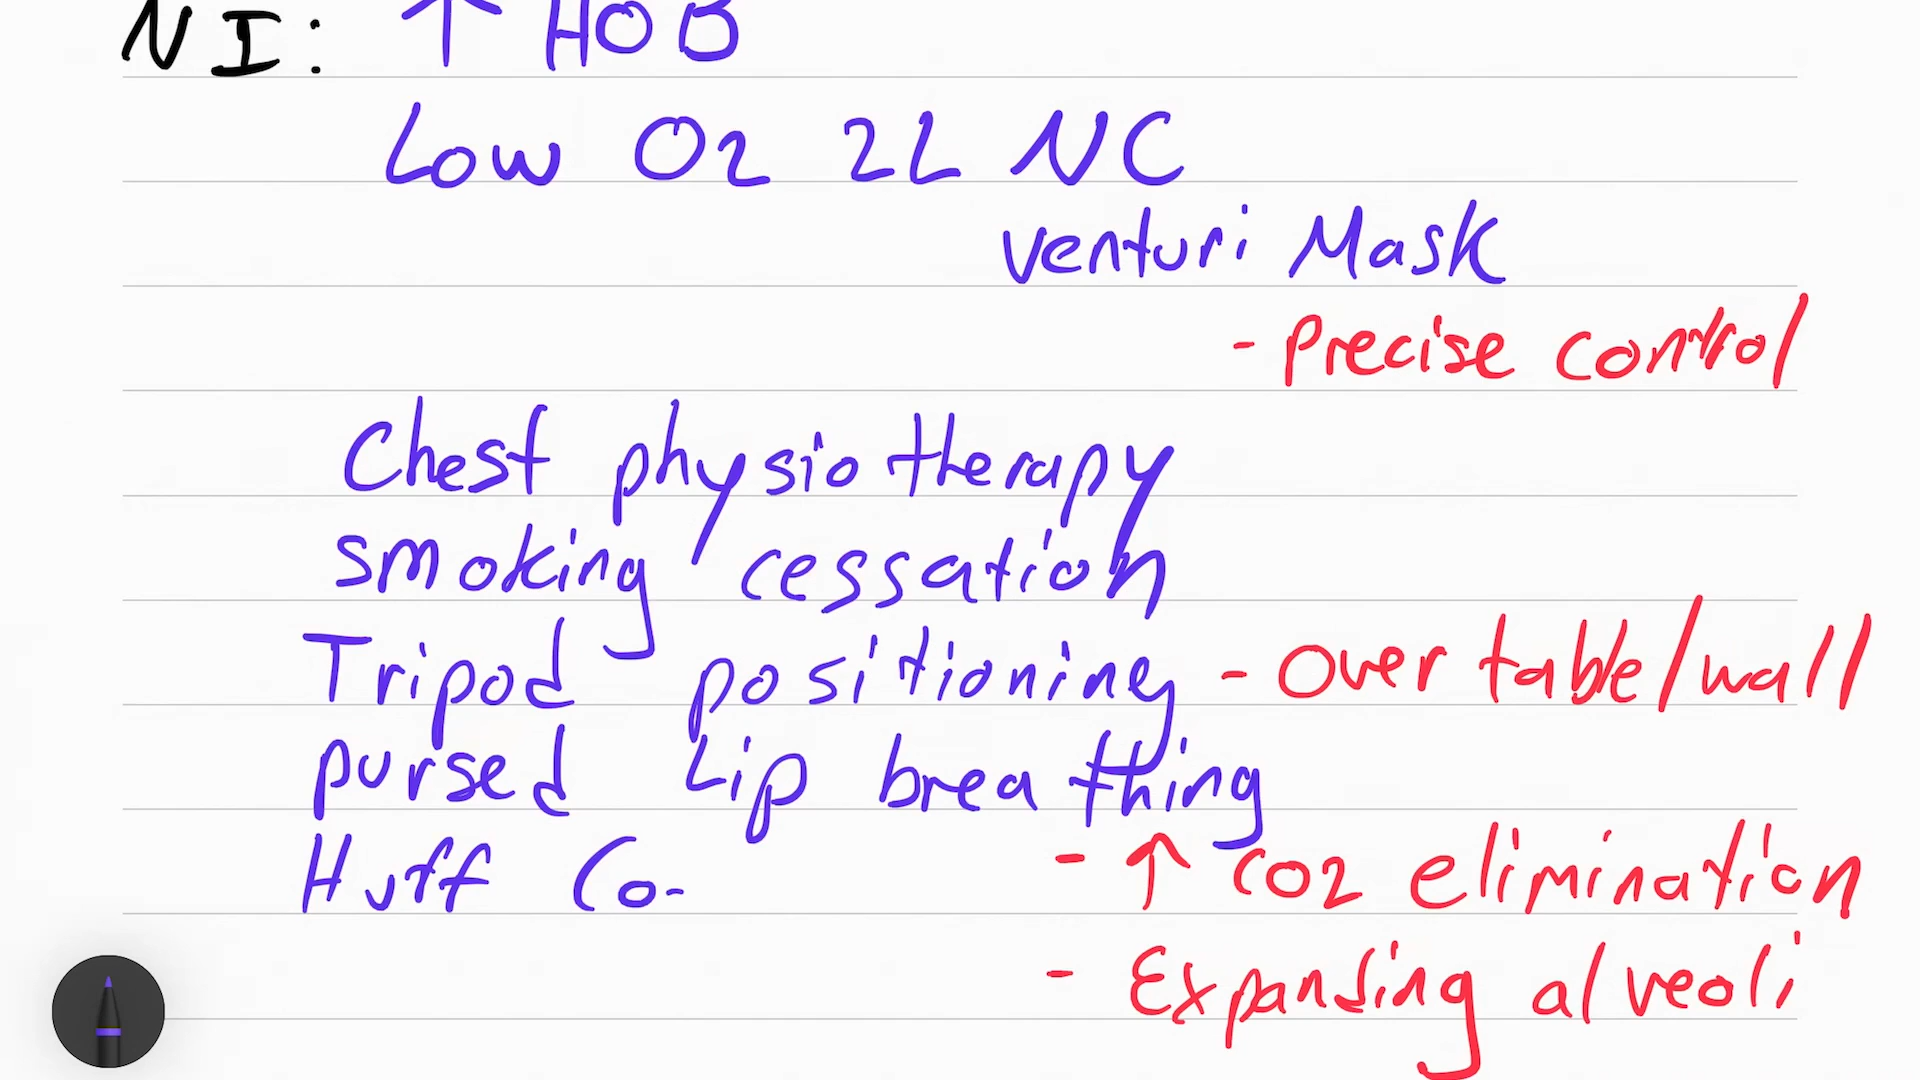 NI: ↑ HOB
Low O2 2L NC
Venturi Mask
- Precise control
Chest physiotherapy
smoking cessation
Tripod positioning - over table/wall
pursed Lip breathing
Huff Co-
- ↑ CO2 elimination
- Expanding alveoli